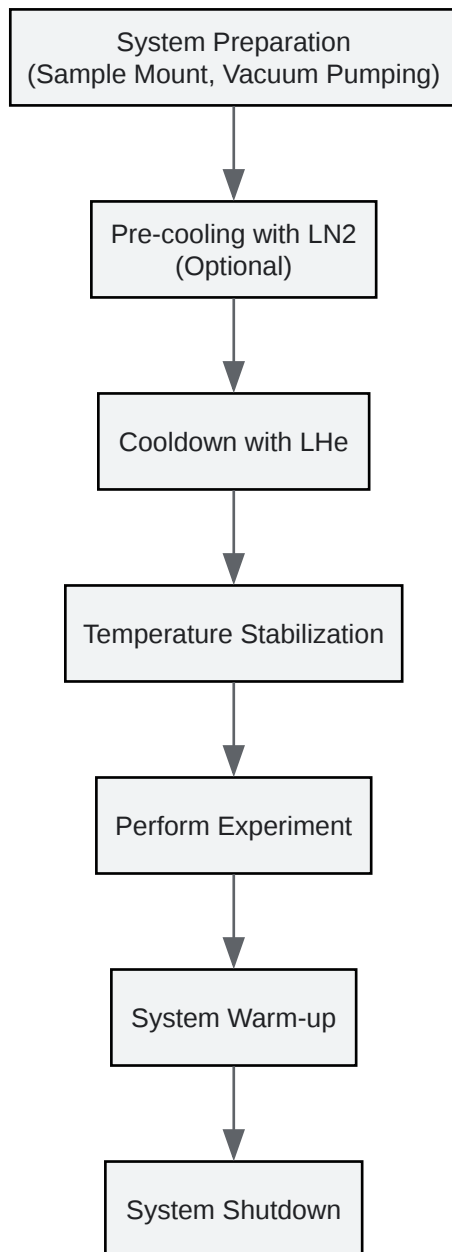 System Preparation
(Sample Mount, Vacuum Pumping)
Pre-cooling with LN2
(Optional)
Cooldown with LHe
Temperature Stabilization
Perform Experiment
System Warm-up
System Shutdown